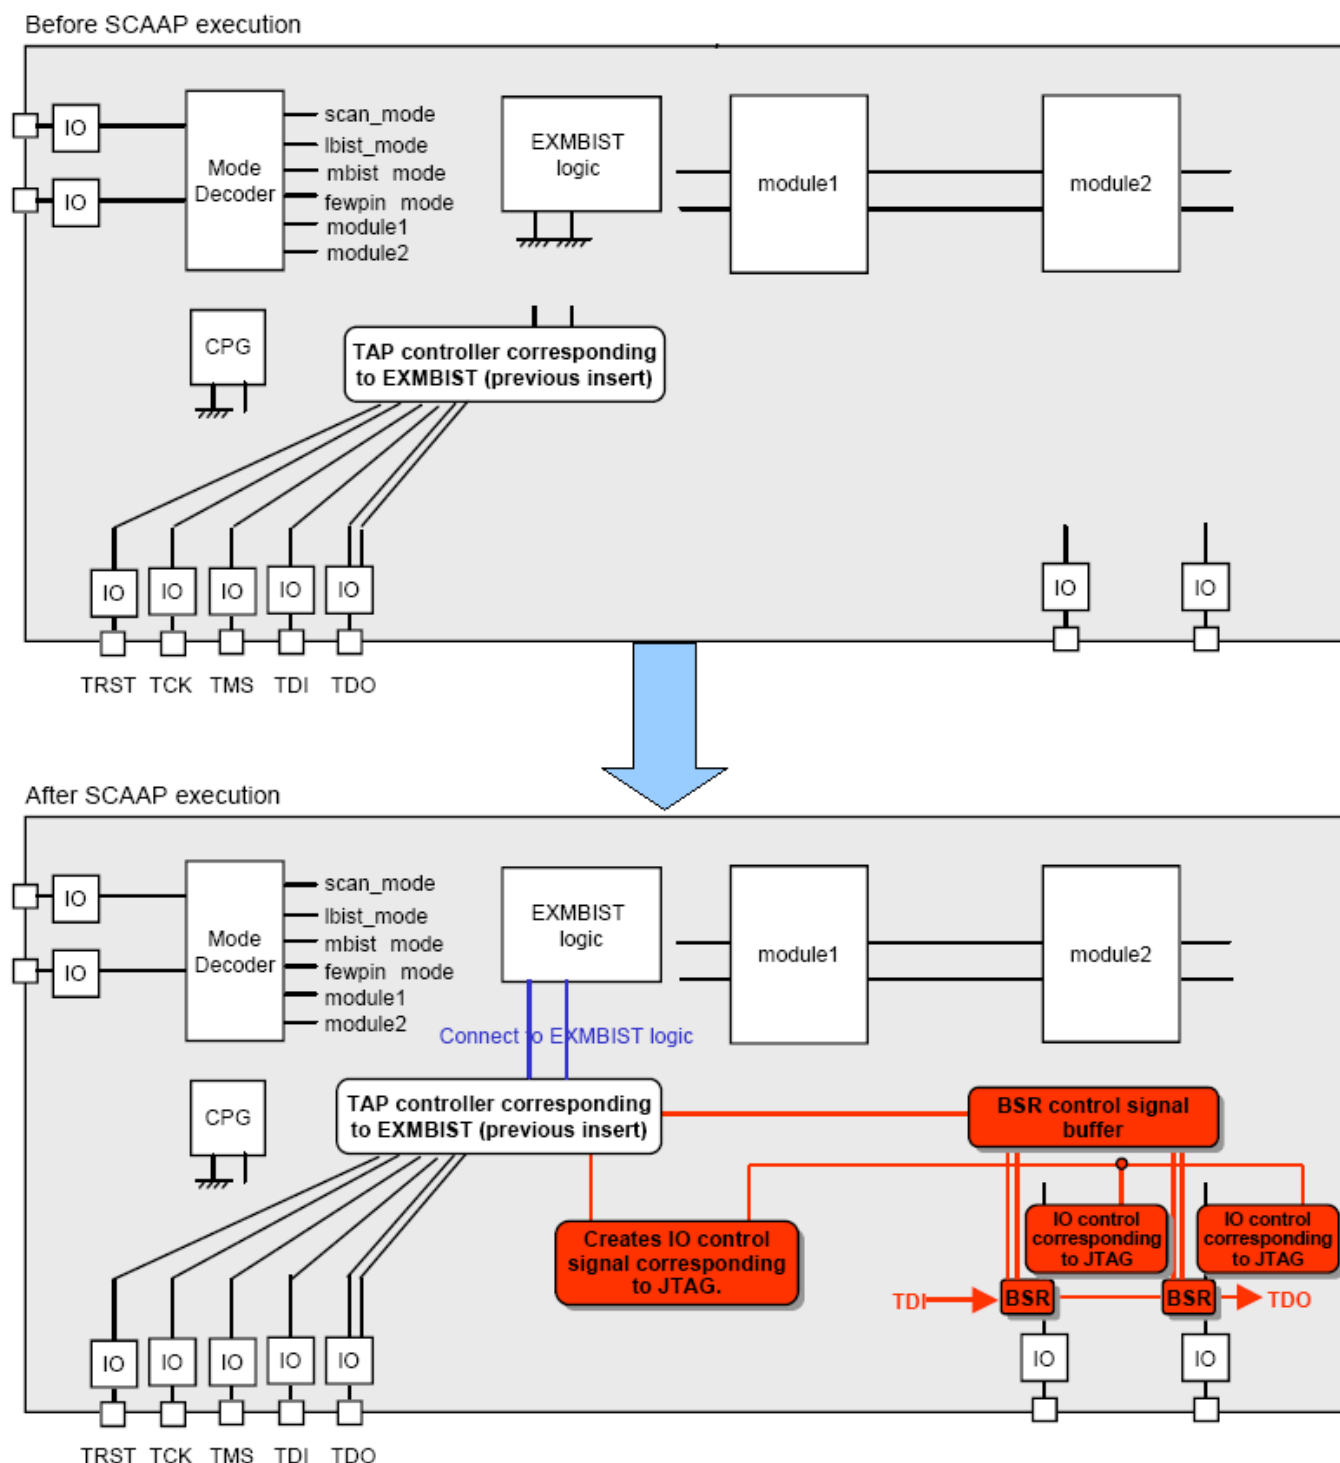 Before SCAAP execution
IO
IO
Mode
Decoder
scan_mode
lbist_mode
mbist mode
fewpin mode
module1
module2
EXMBIST
logic
module1
module2
CPG
TAP controller corresponding
to EXMBIST (previous insert)
IO IO IO IO IO
IO IO
TRST TCK TMS TDI TDO
After SCAAP execution
IO
IO
Mode
Decoder
scan_mode
lbist_mode
mbist mode
fewpin mode
module1
module2
EXMBIST
logic
module1
module2
Connect to EXMBIST logic
CPG
TAP controller corresponding
to EXMBIST (previous insert)
BSR control signal
buffer
Creates IO control
signal corresponding
to JTAG.
IO control
corresponding
to JTAG
IO control
corresponding
to JTAG
TDI BSR BSR TDO
IO IO IO IO IO
IO IO
TRST TCK TMS TDI TDO